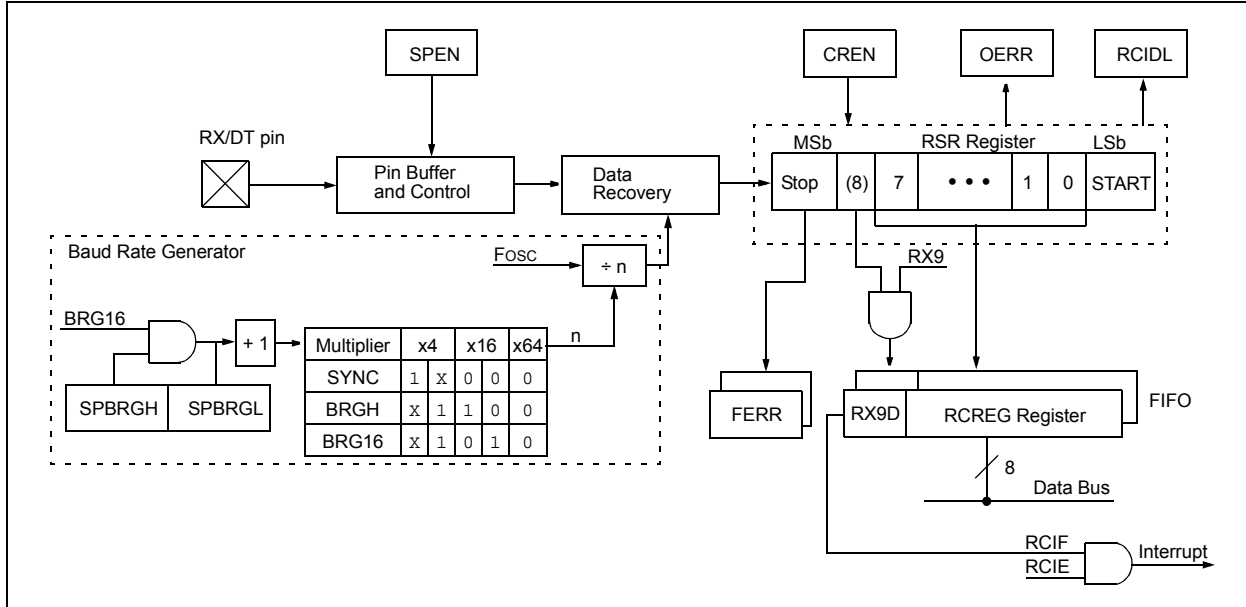 SPEN
CREN
OERR
RCIDL
RX/DT pin
Pin Buffer
and Control
Data
Recovery
MSb
RSR Register
LSb
Stop (8) 7 • • • 1 0 START
Baud Rate Generator
FOSC
÷ n
RX9
BRG16
+ 1
n
Multiplier x4 x16 x64
SYNC 1 X 0 0 0
BRGH X 1 1 0 0
BRG16 X 1 0 1 0
SPBRGH SPBRGL
FERR
RX9D
RCREG Register
FIFO
8
Data Bus
RCIF
RCIE
Interrupt